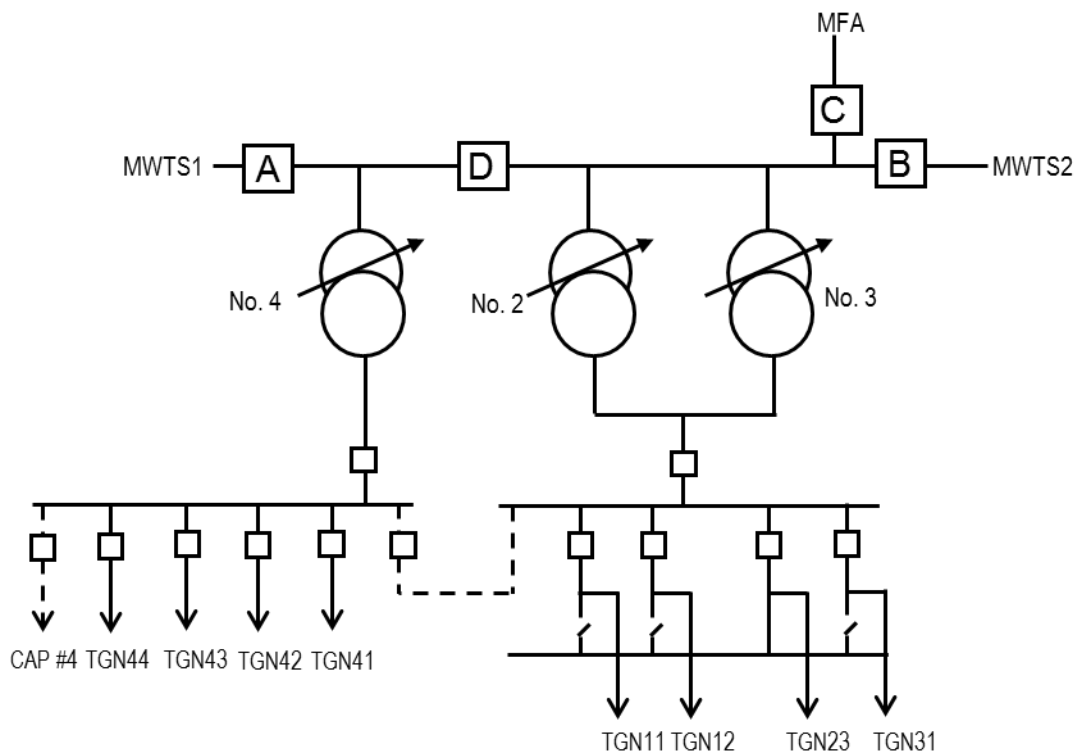 MFA
C
MWTS1
A
D
B
MWTS2
No. 4
No. 2
No. 3
CAP #4
TGN44
TGN43
TGN42
TGN41
TGN11
TGN12
TGN23
TGN31